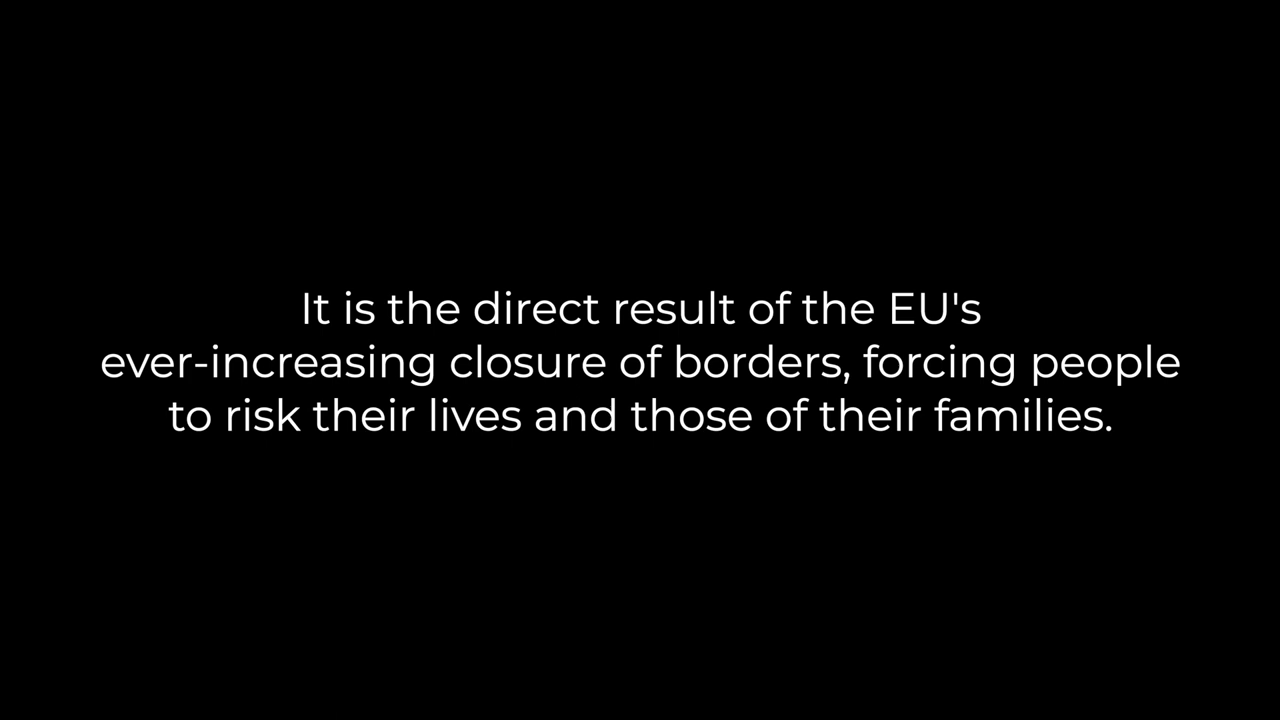 It is the direct result of the EU's
ever-increasing closure of borders, forcing people
to risk their lives and those of their families.